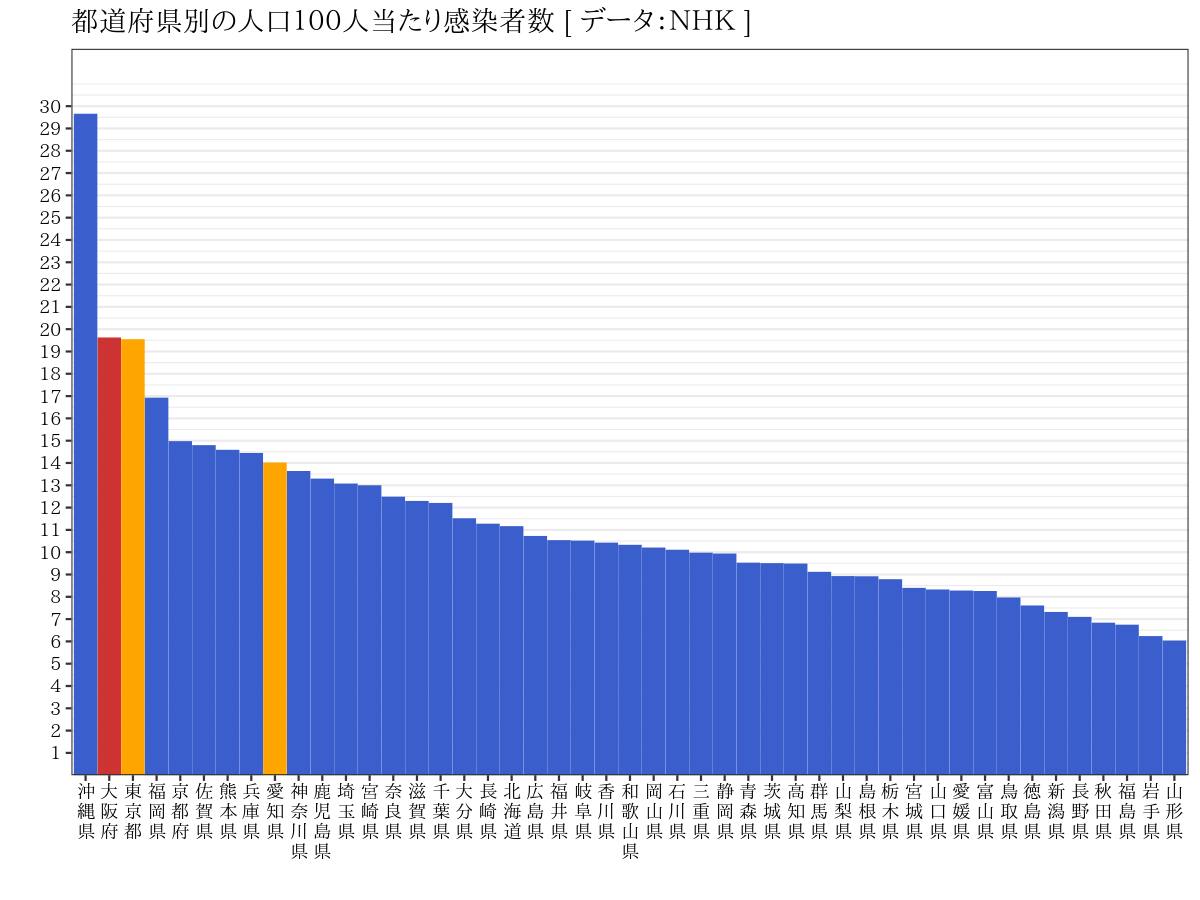 都道府県別の人口100人当たり感染者数 [ データ：NHK ]
30
29
28
27
26
25
24
23
22
21
20
19
18
17
16
15
14
13
12
11
10
9
8
7
6
5
4
3
2
1
沖縄県
大阪府
東京都
福岡県
京都府
佐賀県
熊本県
兵庫県
愛知県
神奈川県
鹿児島県
埼玉県
宮崎県
奈良県
滋賀県
千葉県
大分県
長崎県
北海道
広島県
福井県
岐阜県
香川県
和歌山県
岡山県
石川県
三重県
静岡県
青森県
茨城県
高知県
群馬県
山梨県
島根県
栃木県
宮城県
山口県
愛媛県
富山県
鳥取県
徳島県
新潟県
長野県
秋田県
福島県
岩手県
山形県